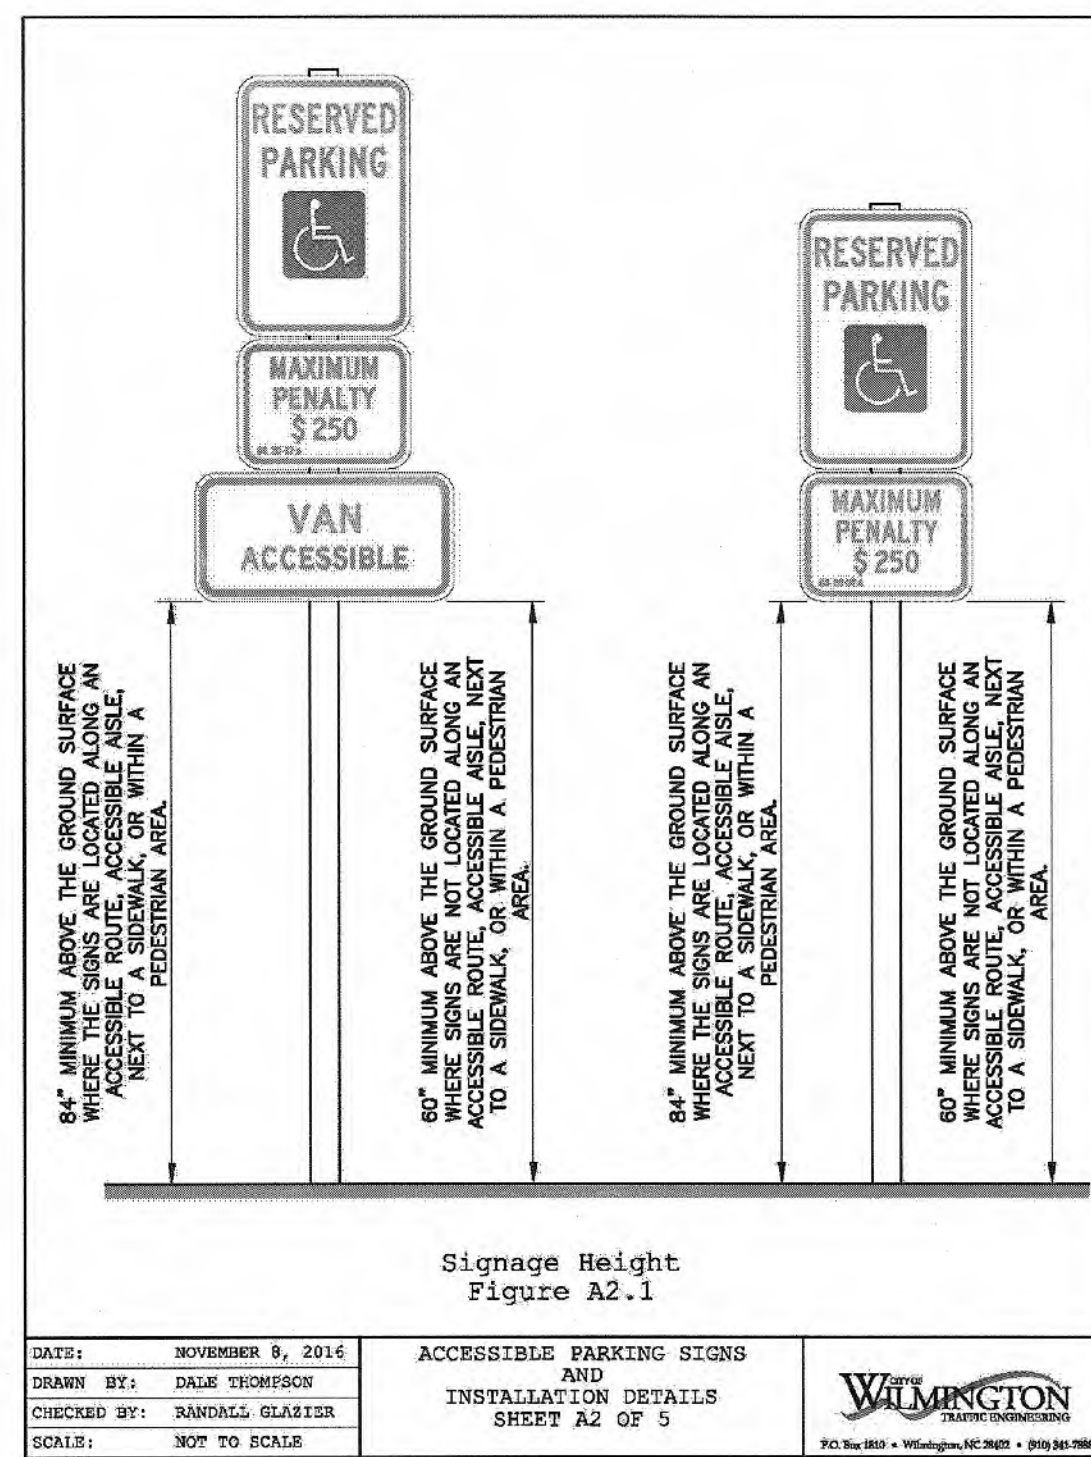 RESERVED
PARKING
MAXIMUM
PENALTY
$ 250
VAN
ACCESSIBLE
RESERVED
PARKING
MAXIMUM
PENALTY
$ 250
84" MINIMUM ABOVE THE GROUND SURFACE
WHERE THE SIGNS ARE LOCATED ALONG AN
ACCESSIBLE ROUTE, ACCESSIBLE AISLE,
NEXT TO A SIDEWALK, OR WITHIN A
PEDESTRIAN AREA.
60" MINIMUM ABOVE THE GROUND SURFACE
WHERE SIGNS ARE NOT LOCATED ALONG AN
ACCESSIBLE ROUTE, ACCESSIBLE AISLE, NEXT
TO A SIDEWALK, OR WITHIN A PEDESTRIAN
AREA.
84" MINIMUM ABOVE THE GROUND SURFACE
WHERE THE SIGNS ARE LOCATED ALONG AN
ACCESSIBLE ROUTE, ACCESSIBLE AISLE,
NEXT TO A SIDEWALK, OR WITHIN A
PEDESTRIAN AREA.
60" MINIMUM ABOVE THE GROUND SURFACE
WHERE SIGNS ARE NOT LOCATED ALONG AN
ACCESSIBLE ROUTE, ACCESSIBLE AISLE, NEXT
TO A SIDEWALK, OR WITHIN A PEDESTRIAN
AREA.
Signage Height
Figure A2.1
DATE: NOVEMBER 8, 2016
DRAWN BY: DALE THOMPSON
CHECKED BY: RANDALL GLAZIER
SCALE: NOT TO SCALE
ACCESSIBLE PARKING SIGNS
AND
INSTALLATION DETAILS
SHEET A2 OF 5
CITY OF
WILMINGTON
TRAFFIC ENGINEERING
P.O. Box 1810 • Wilmington, NC 28402 • (910) 341-7888